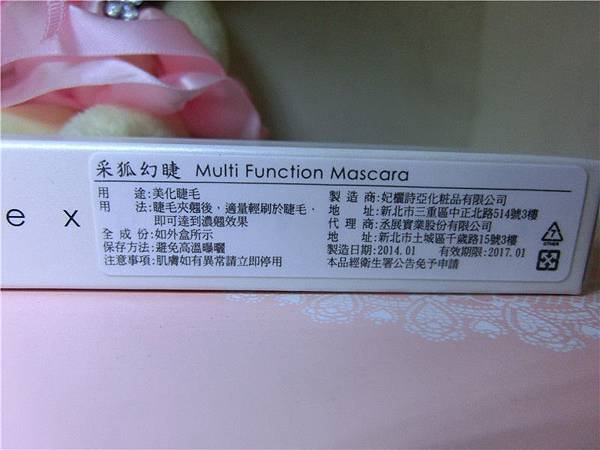 采狐幻睫 Multi Function Mascara
e x
用 途:美化睫毛
用 法:睫毛夾翹後，適量輕刷於睫毛，
即可達到濃翹效果
全 成 份:如外盒所示
保存方法:避免高溫曝曬
注意事項:肌膚如有異常請立即停用
製 造 商:妃欐詩亞化粧品有限公司
地 址:新北市三重區中正北路514號3樓
代 理 商:丞展實業股份有限公司
地 址:新北市土城區千歲路15號3樓
製造日期:2014.01 有效期限:2017.01
本品經衛生署公告免予申請